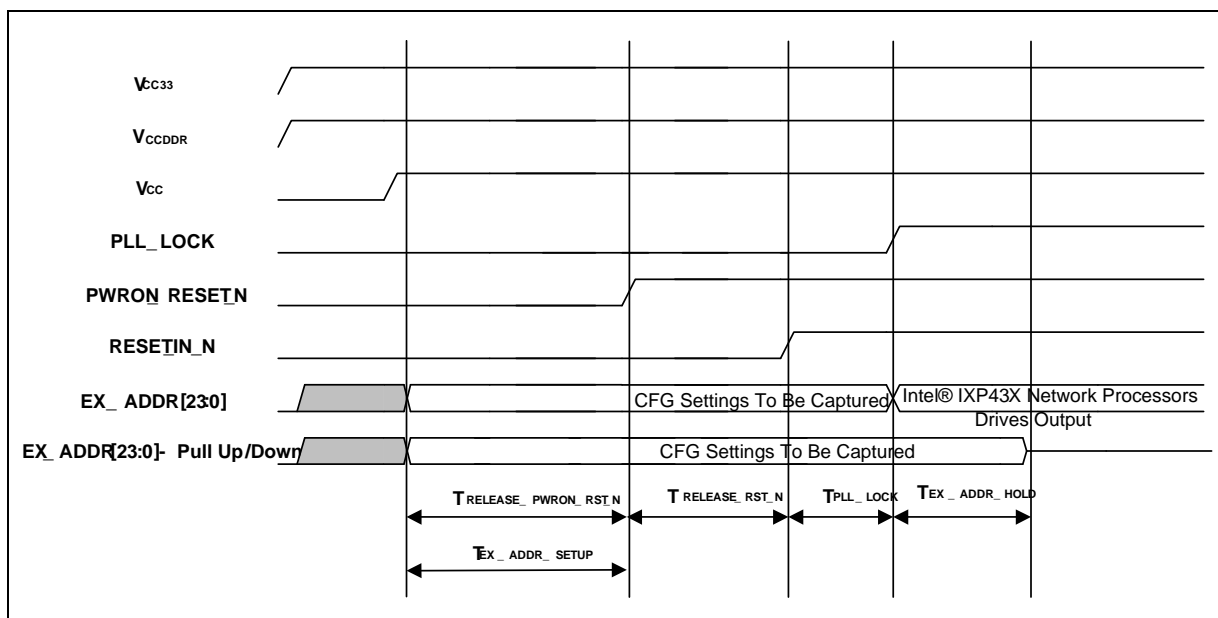 VCC33
VCCDDR
VCC
PLL_LOCK
PWRON_RESET_N
RESETIN_N
EX_ADDR[23:0]
CFG Settings To Be Captured
Intel® IXP43X Network Processors
Drives Output
EX_ADDR[23:0]- Pull Up/Down
CFG Settings To Be Captured
TRELEASE_PWRON_RST_N
TRELEASE_RST_N
TPLL_LOCK
TEX_ADDR_HOLD
TEX_ADDR_SETUP